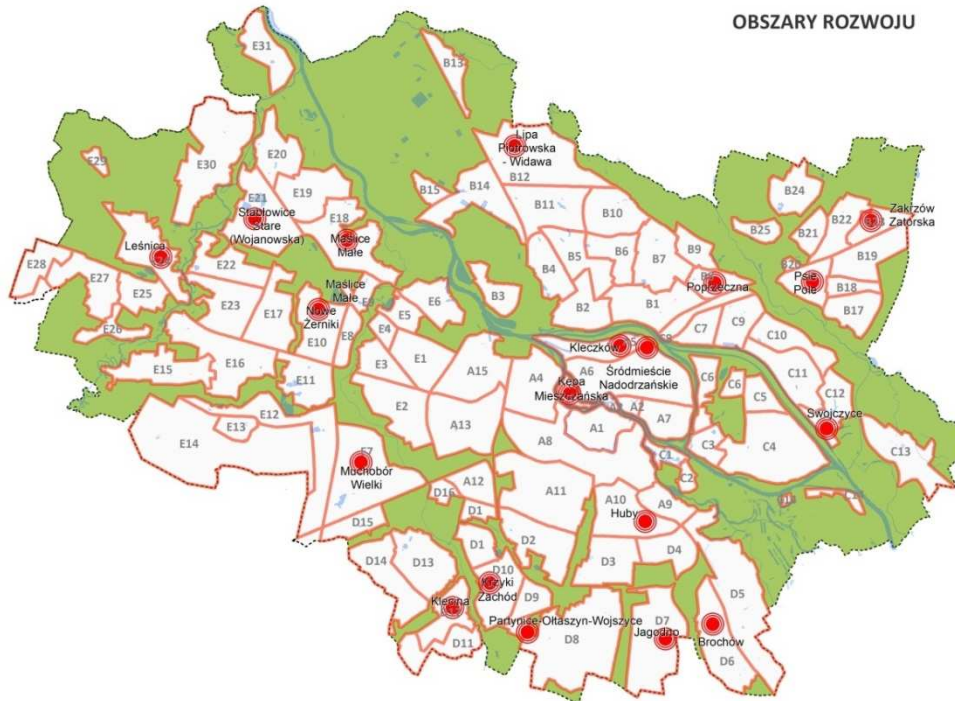 OBSZARY ROZWOJU
E31
B13
Lipa
Piotrowska
- Widawa
B12
E29
E30
E20
E19
E21
Stabłowice
Stare
(Wojanowska)
E18
Maślice
Małe
B15
B14
B11
B10
B24
B25
B21
B22
Zakrzów
Zatorska
B19
Leśnica
E28
E27
E25
E26
E22
E23
E17
Maślice
Małe
Nowe
Żerniki
E10
E8
E5
E6
E4
B3
B4
B5
B6
B7
B9
Poprzeczna
B2
B1
Psie
Pole
B18
B17
C7
C9
C10
Kleczków
Śródmieście
Nadodrzańskie
E15
E16
E11
E3
E1
E2
A15
A13
A4
A6
Kępa
Mieszczańska
A2
A1
A7
A8
C6
C6
C5
C11
C12
Swojczyce
C4
C3
C1
C2
C13
E12
E13
E14
E7
Muchobór
Wielki
A12
D16
D1
D15
A11
A10
A9
Huby
D14
D13
D1
D2
D3
D4
D10
Krzyki
Zachód
D9
Klecina
D11
Partynice-Ołtaszyn-Wojszyce
D8
D7
Jagodno
D5
Brochów
D6